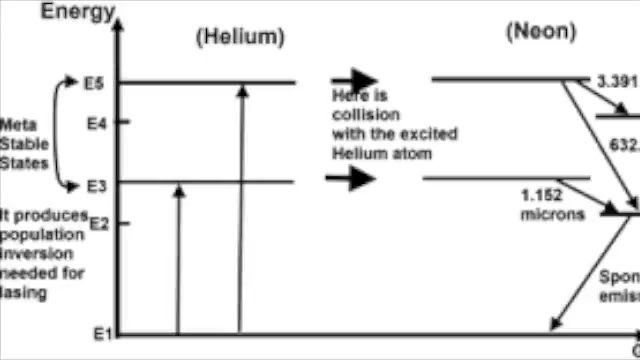 Energy
(Helium)
(Neon)
E5
3.391
Here is
collision
with the excited
Helium atom
E4
Meta
Stable
States
632.
E3
1.152
microns
It produces
population
inversion
needed for
lasing
E2
Spon
emiss
E1